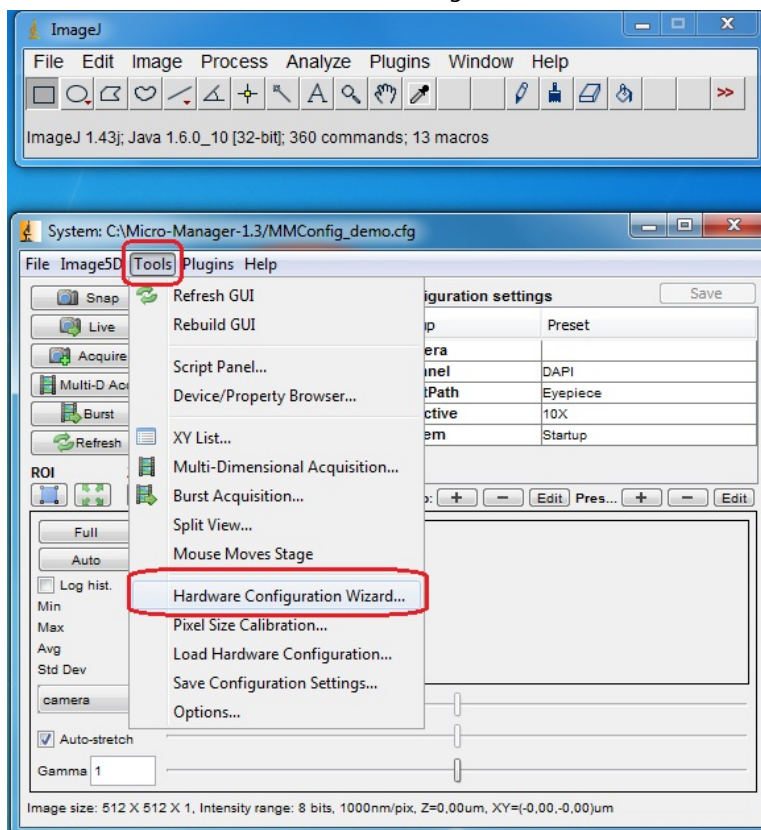 ImageJ
File Edit Image Process Analyze Plugins Window Help
A
>>
ImageJ 1.43j; Java 1.6.0_10 [32-bit]; 360 commands; 13 macros
System: C:\Micro-Manager-1.3/MMConfig_demo.cfg
File Image5D Tools Plugins Help
Snap
Live
Acquire
Multi-D Acq
Burst
Refresh
ROI
Refresh GUI
Rebuild GUI
Script Panel...
Device/Property Browser...
XY List...
Multi-Dimensional Acquisition...
Burst Acquisition...
Split View...
Mouse Moves Stage
Hardware Configuration Wizard...
Pixel Size Calibration...
Load Hardware Configuration...
Save Configuration Settings...
Options...
iguration settings Save
Preset
DAPI
tPath Eyepiece
ctive 10X
em Startup
+ - Edit Pres... + - Edit
Full
Auto
Log hist.
Min
Max
Avg
Std Dev
camera
Auto-stretch
Gamma 1
Image size: 512 X 512 X 1, Intensity range: 8 bits, 1000nm/pix, Z=0,00um, XY=(-0,00,-0,00)um